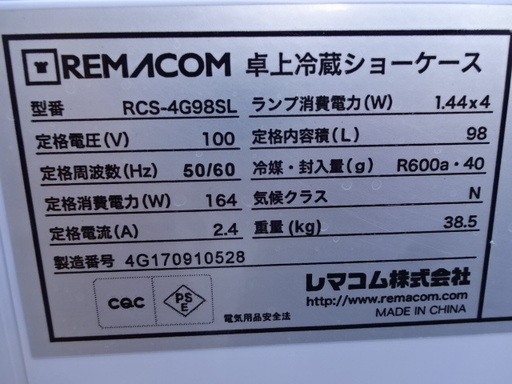 REMACOM 卓上冷蔵ショーケース
型番 RCS-4G98SL
定格電圧(V) 100
定格周波数(Hz) 50/60
定格消費電力(W) 164
定格電流(A) 2.4
製造番号 4G170910528
ランプ消費電力(W) 1.44x4
定格内容積(L) 98
冷媒・封入量(g) R600a・40
気候クラス N
重量(kg) 38.5
cqc
PS
E
電気用品安全法
レマコム株式会社
http://www.remacom.com
MADE IN CHINA